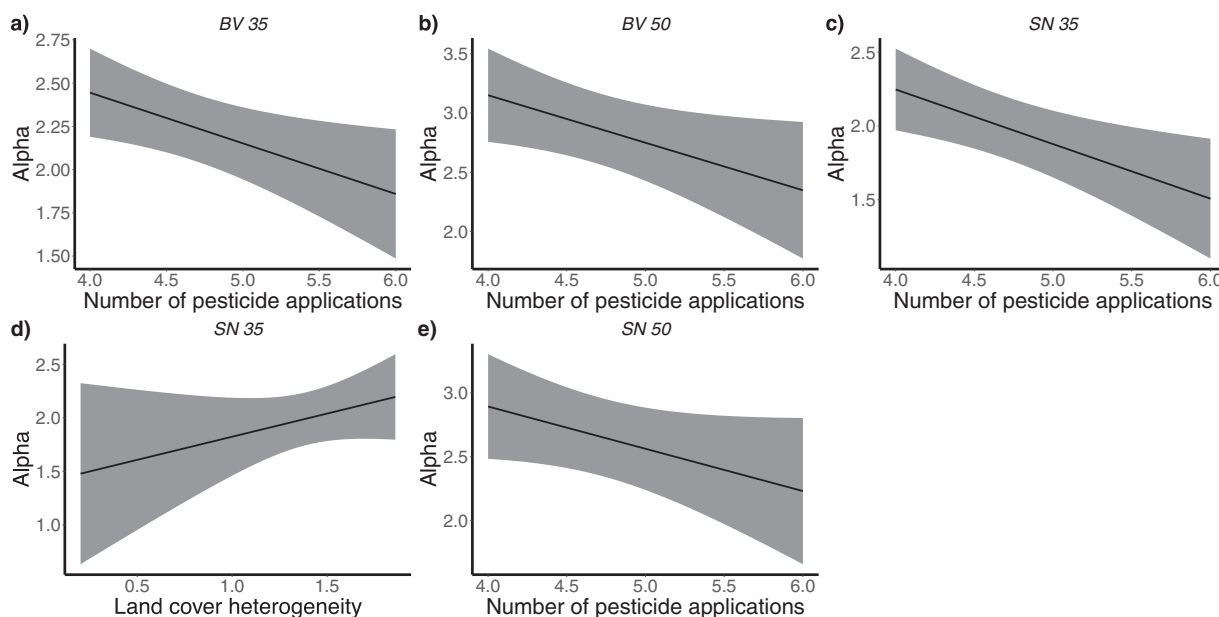 a) BV 35
2.75
2.50
2.25
2.00
1.75
1.50
Alpha
4.0 4.5 5.0 5.5 6.0
Number of pesticide applications
b) BV 50
3.5
3.0
2.5
2.0
Alpha
4.0 4.5 5.0 5.5 6.0
Number of pesticide applications
c) SN 35
2.5
2.0
1.5
Alpha
4.0 4.5 5.0 5.5 6.0
Number of pesticide applications
d) SN 35
2.5
2.0
1.5
1.0
Alpha
0.5 1.0 1.5
Land cover heterogeneity
e) SN 50
3.0
2.5
2.0
Alpha
4.0 4.5 5.0 5.5 6.0
Number of pesticide applications